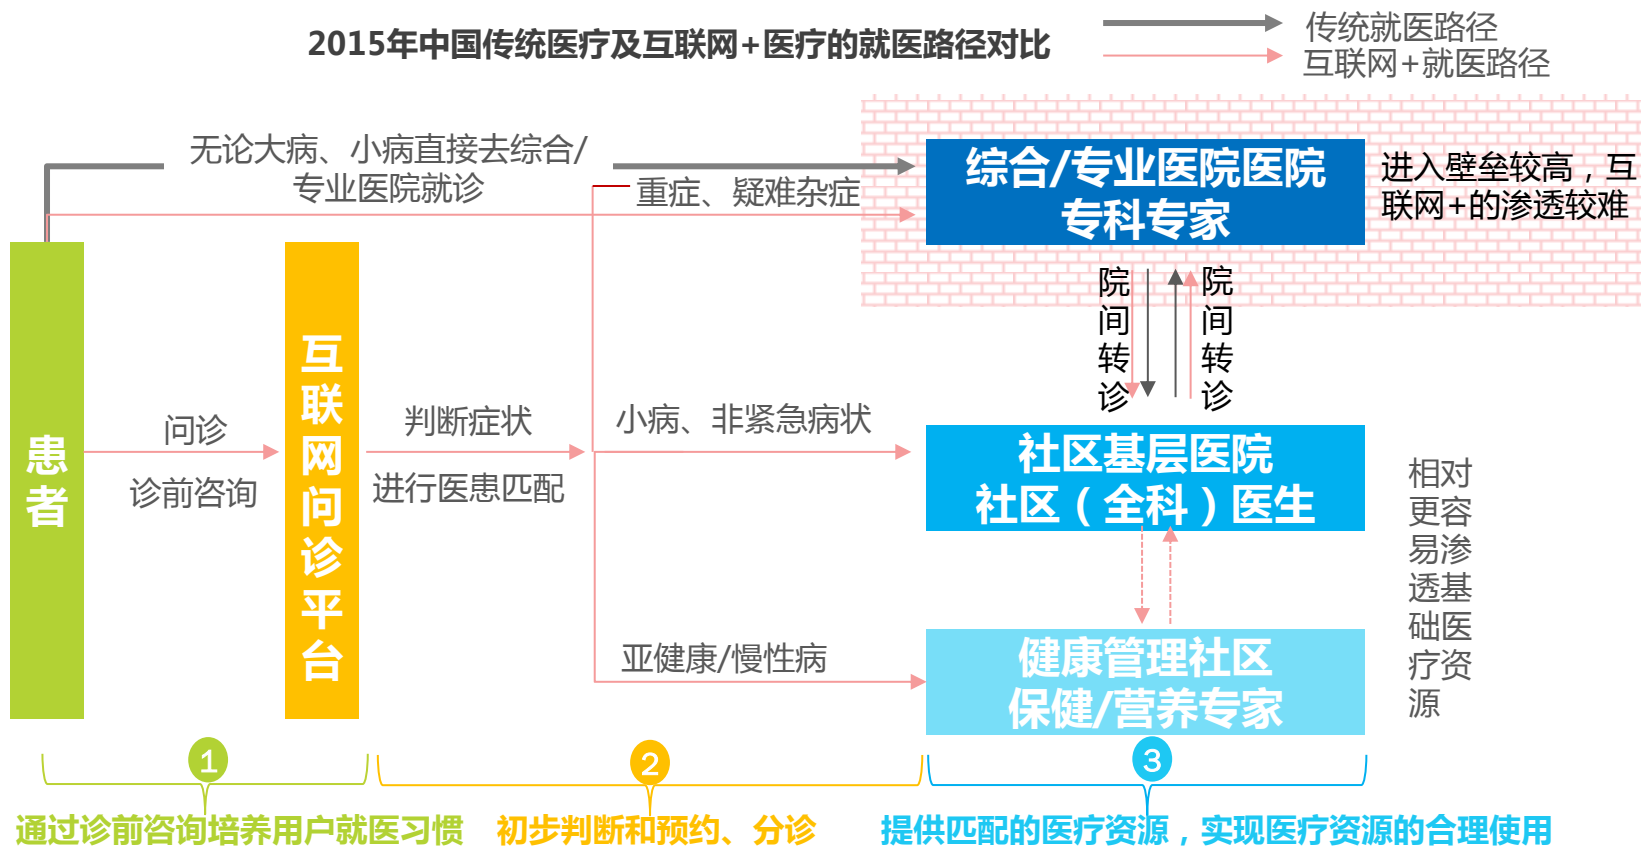 2015年中国传统医疗及互联网+医疗的就医路径对比
传统就医路径
互联网+就医路径
无论大病、小病直接去综合/
专业医院就诊
重症、疑难杂症
综合/专业医院医院
专科专家
进入壁垒较高，互
联网+的渗透较难
院间转诊
院间转诊
患者
问诊
诊前咨询
互联网问诊平台
判断症状
进行医患匹配
小病、非紧急病状
社区基层医院
社区（全科）医生
亚健康/慢性病
健康管理社区
保健/营养专家
相对
更容
易渗
透基
础医
疗资
源
1
2
3
通过诊前咨询培养用户就医习惯
初步判断和预约、分诊
提供匹配的医疗资源，实现医疗资源的合理使用